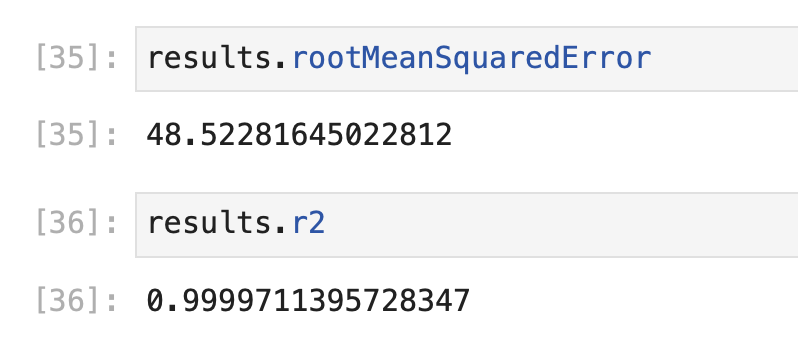 [35]: results.rootMeanSquaredError
[35]: 48.52281645022812
[36]: results.r2
[36]: 0.9999711395728347